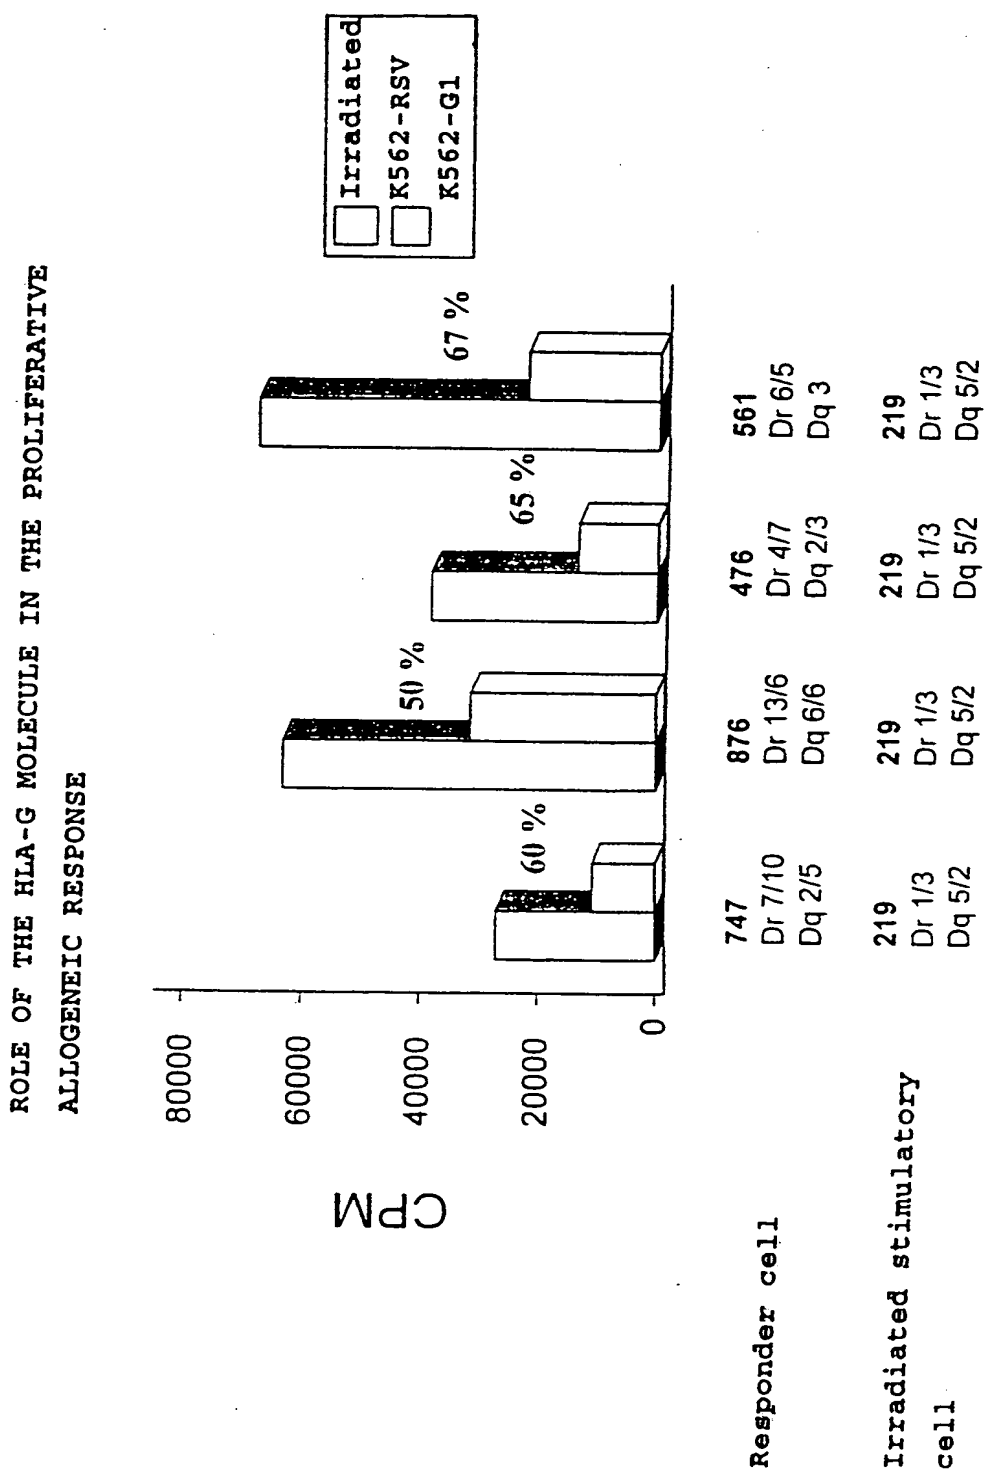 ROLE OF THE HLA-G MOLECULE IN THE PROLIFERATIVE
ALLOGENEIC RESPONSE
Irradiated
K562-RSV
K562-G1
CPM
80000
60000
40000
20000
0
60 %
50 %
65 %
67 %
Responder cell
747
Dr 7/10
Dq 2/5
876
Dr 13/6
Dq 6/6
476
Dr 4/7
Dq 2/3
561
Dr 6/5
Dq 3
Irradiated stimulatory
cell
219
Dr 1/3
Dq 5/2
219
Dr 1/3
Dq 5/2
219
Dr 1/3
Dq 5/2
219
Dr 1/3
Dq 5/2